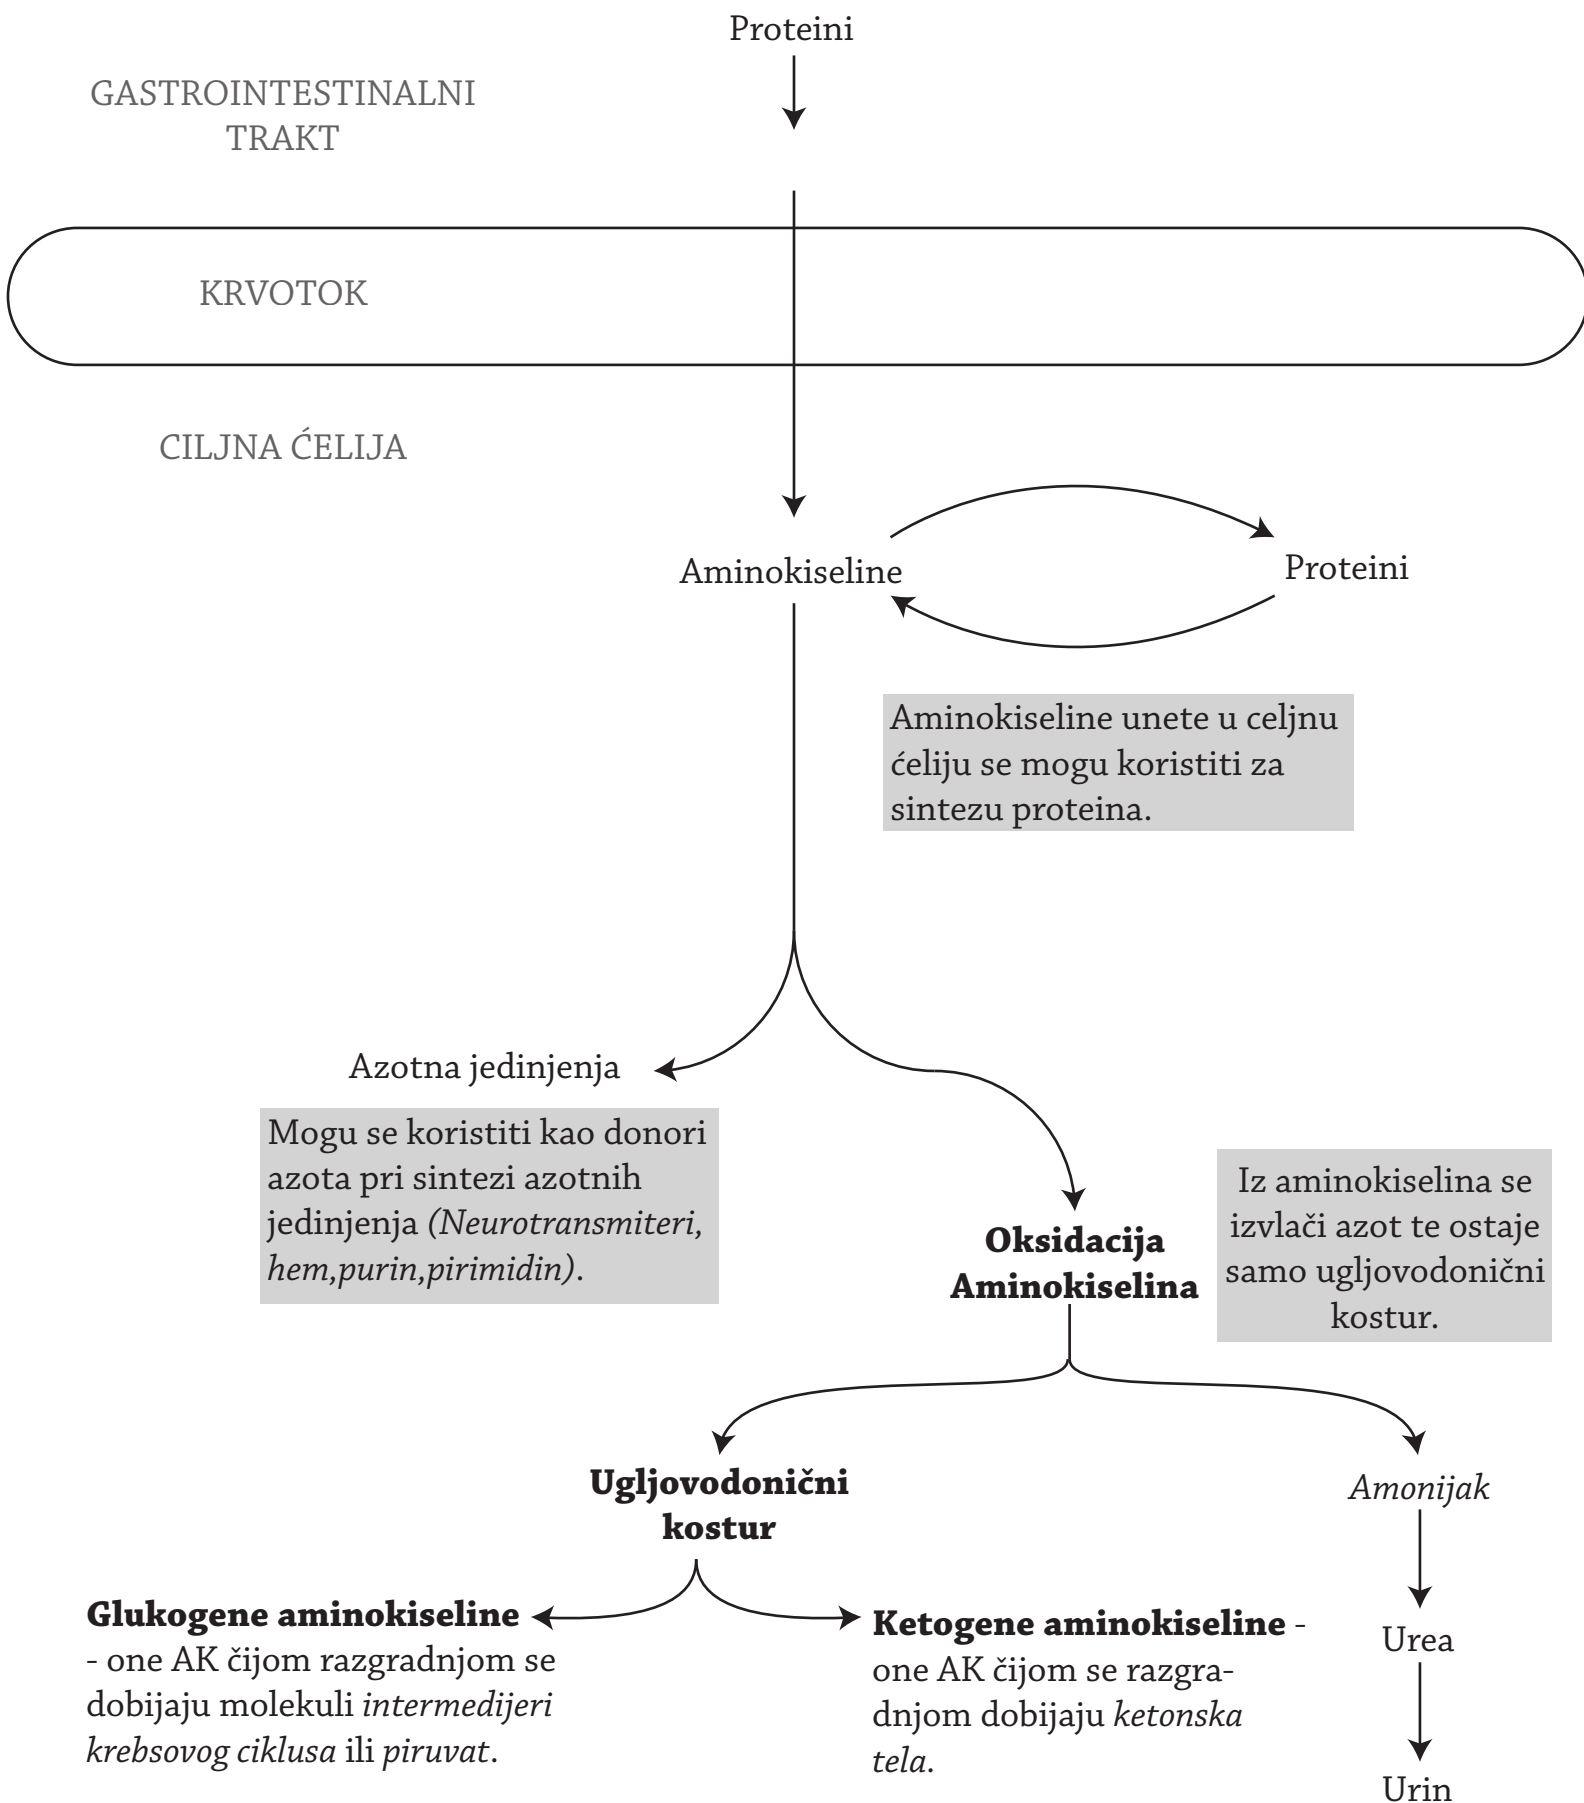 Proteini
GASTROINTESTINALNI
TRAKT
KRVOTOK
CILJNA ĆELIJA
Aminokiseline
Proteini
Aminokiseline unete u celjnu
ćeliju se mogu koristiti za
sintezu proteina.
Azotna jedinjenja
Mogu se koristiti kao donori
azota pri sintezi azotnih
jedinjenja (Neurotransmiteri,
hem,purin,pirimidin).
Oksidacija
Aminokiselina
Iz aminokiselina se
izvlači azot te ostaje
samo ugljovodonični
kostur.
Ugljovodonični
kostur
Amonijak
Glukogene aminokiseline
- one AK čijom razgradnjom se
dobijaju molekuli intermedijeri
krebsovog ciklusa ili piruvat.
Ketogene aminokiseline -
one AK čijom se razgra-
dnjom dobijaju ketonska
tela.
Urea
Urin